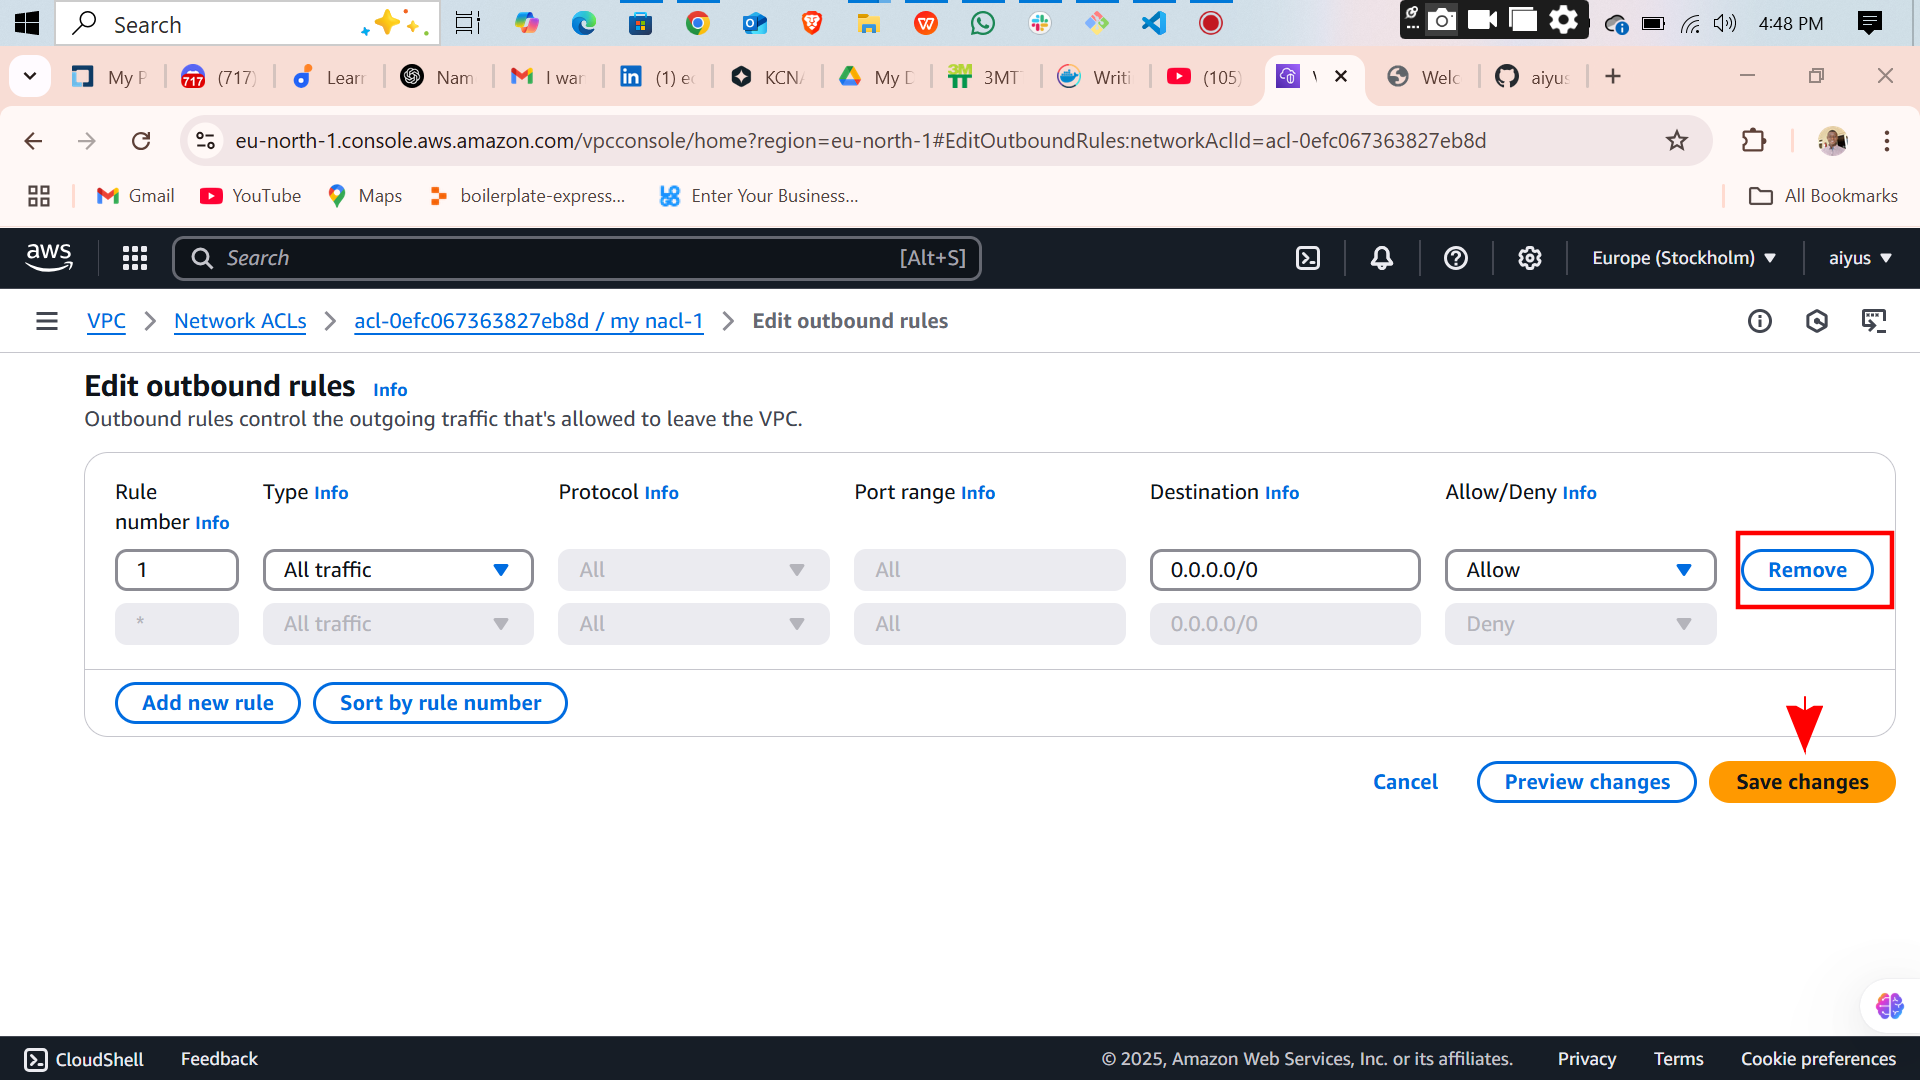 Search
4:48 PM
My P
717
(717)
Learn
Nam
I wan
(1) ec
KCNA
My D
3MT
Writi
(105)
Welc
aiyus
eu-north-1.console.aws.amazon.com/vpcconsole/home?region=eu-north-1#EditOutboundRules:networkAclId=acl-0efc067363827eb8d
Gmail
YouTube
Maps
boilerplate-express...
Enter Your Business...
All Bookmarks
aws
Search
[Alt+S]
Europe (Stockholm)
aiyus
VPC
Network ACLs
acl-0efc067363827eb8d / my nacl-1
Edit outbound rules
Edit outbound rules Info
Outbound rules control the outgoing traffic that's allowed to leave the VPC.
Rule number Info
Type Info
Protocol Info
Port range Info
Destination Info
Allow/Deny Info
1
All traffic
All
All
0.0.0.0/0
Allow
Remove
*
All traffic
All
All
0.0.0.0/0
Deny
Add new rule
Sort by rule number
Cancel
Preview changes
Save changes
CloudShell
Feedback
© 2025, Amazon Web Services, Inc. or its affiliates.
Privacy
Terms
Cookie preferences